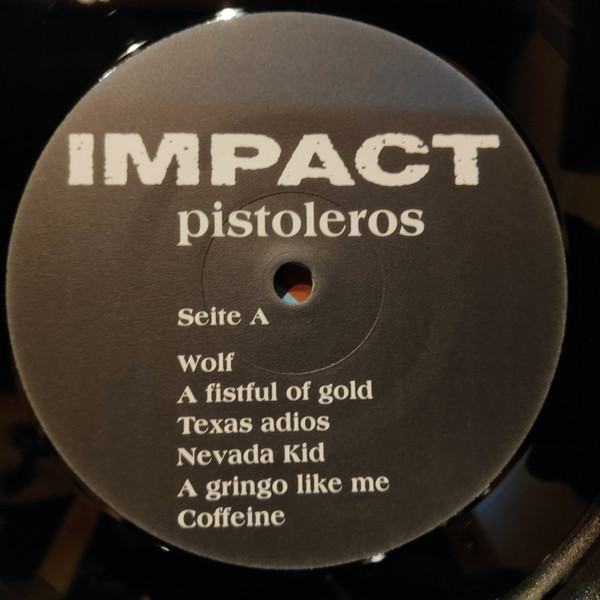 IMPACT
pistoleros
Seite A
Wolf
A fistful of gold
Texas adios
Nevada Kid
A gringo like me
Coffeine